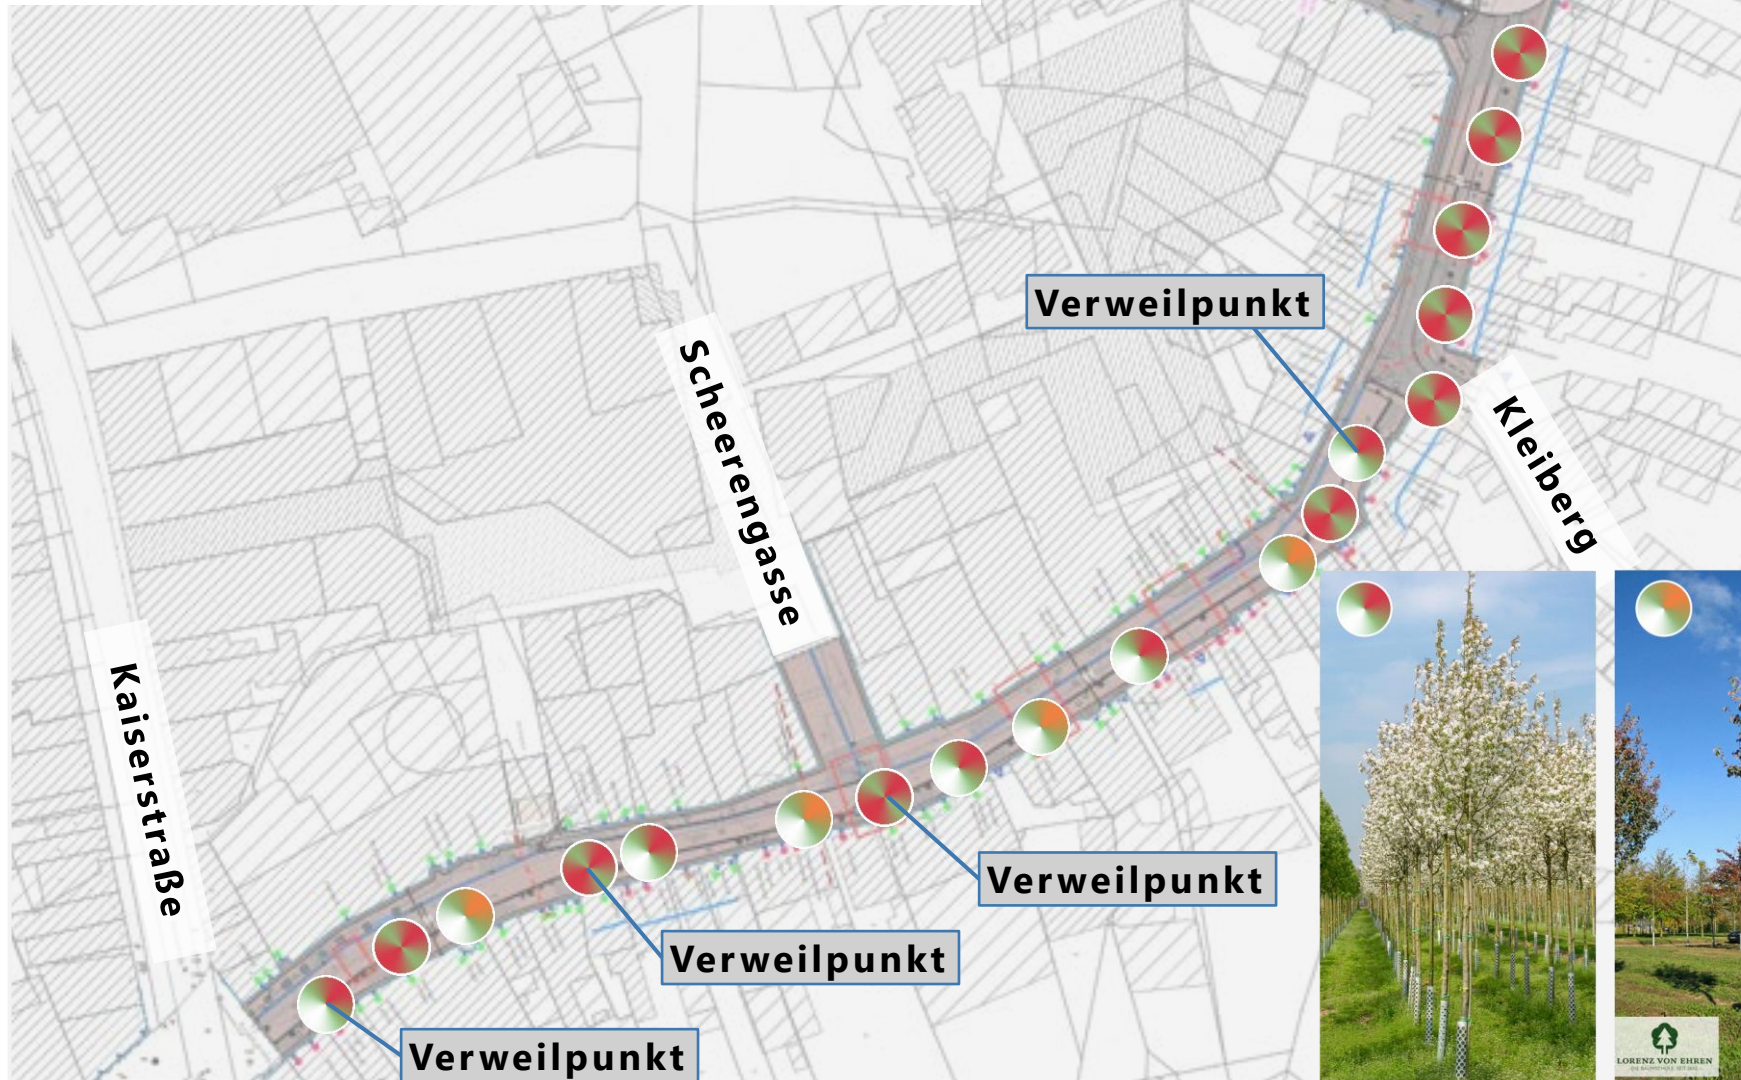 Verweilpunkt
Scheerengasse
Kleiberg
Kaiserstraße
Verweilpunkt
Verweilpunkt
Verweilpunkt
LORENZ VON EHREN